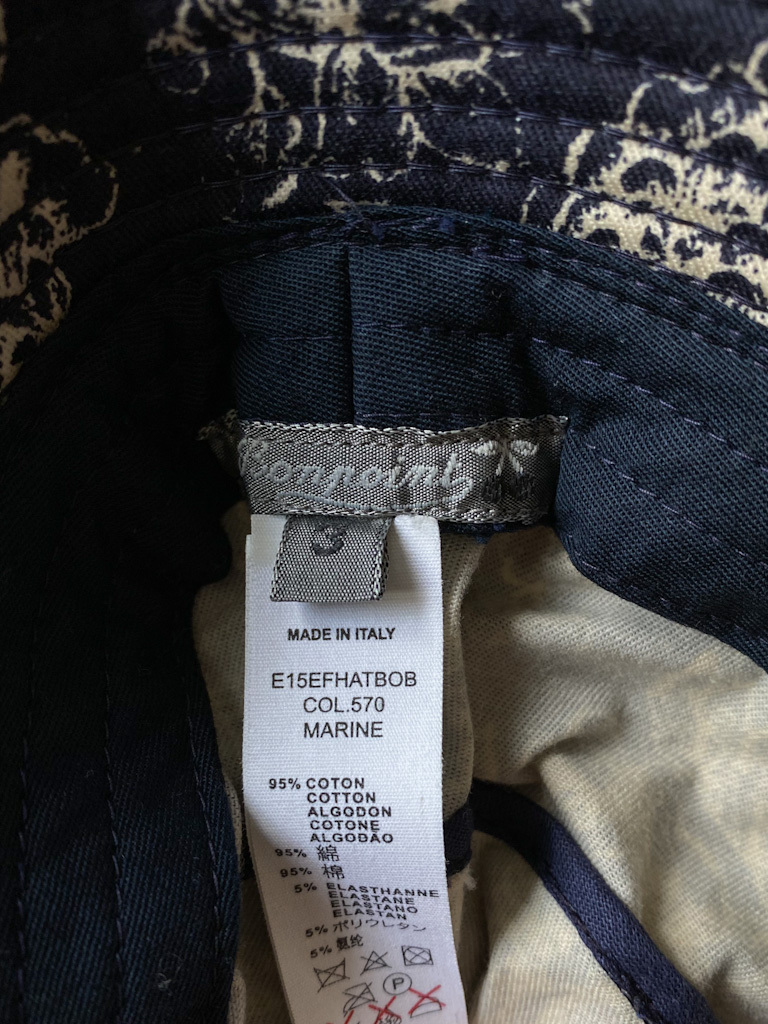 Bonpoint
3
MADE IN ITALY
E15EFHATBOB
COL.570
MARINE
95% COTON
COTTON
ALGODON
COTONE
ALGODÃO
95% 綿
95% 棉
5% ELASTHANNE
ELASTANE
ELASTANO
ELASTAN
5% ポリウレタン
5% 氨纶
P